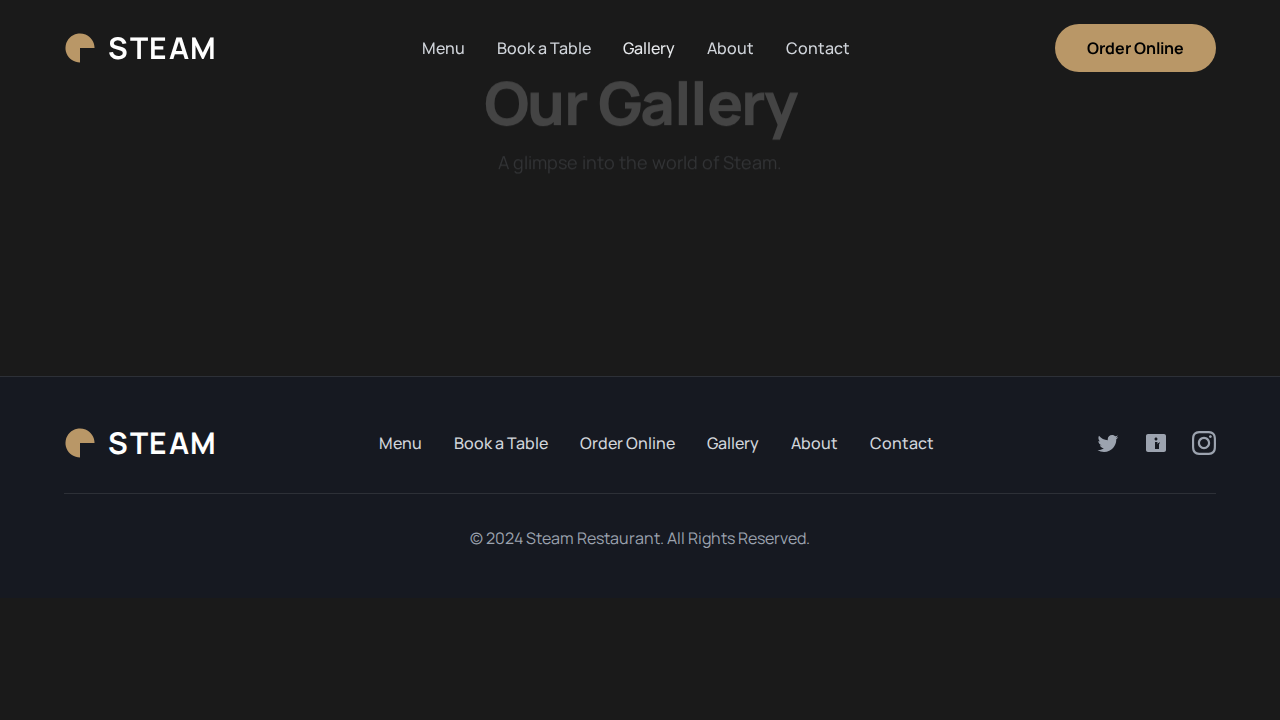 STEAM
Menu Book a Table Gallery About Contact
Order Online
Our Gallery
A glimpse into the world of Steam.
STEAM
Menu Book a Table Order Online Gallery About Contact
© 2024 Steam Restaurant. All Rights Reserved.